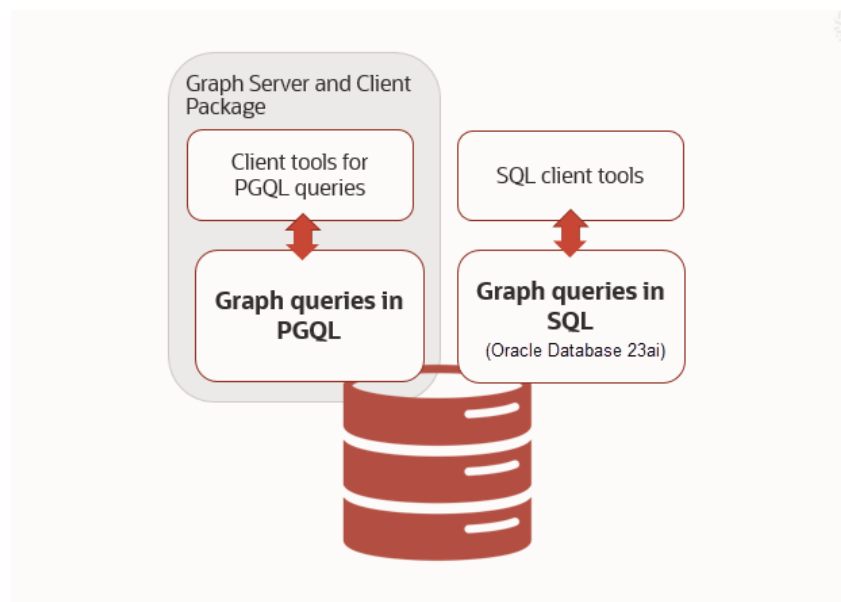 Graph Server and Client
Package
Client tools for
PGQL queries
SQL client tools
Graph queries in
PGQL
Graph queries in
SQL
(Oracle Database 23ai)